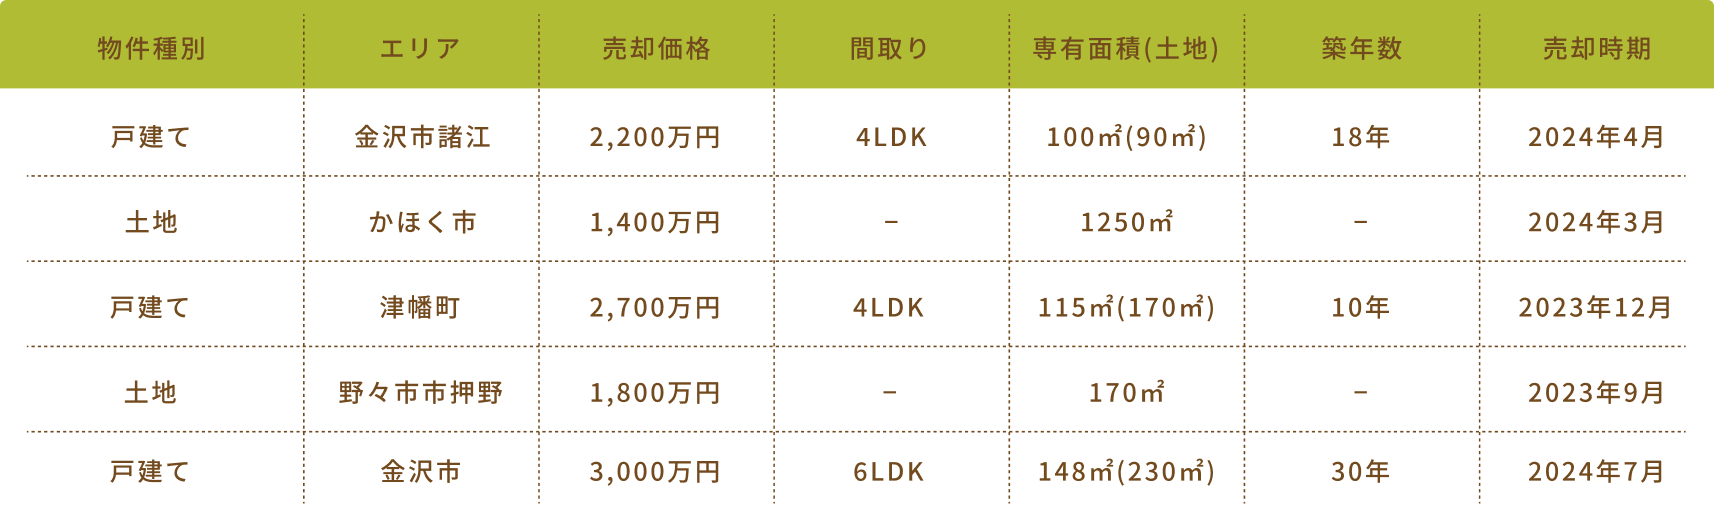 物件種別 エリア 売却価格 間取り 専有面積(土地) 築年数 売却時期
戸建て 金沢市諸江 2,200万円 4LDK 100㎡(90㎡) 18年 2024年4月
土地 かほく市 1,400万円 − 1250㎡ − 2024年3月
戸建て 津幡町 2,700万円 4LDK 115㎡(170㎡) 10年 2023年12月
土地 野々市市押野 1,800万円 − 170㎡ − 2023年9月
戸建て 金沢市 3,000万円 6LDK 148㎡(230㎡) 30年 2024年7月